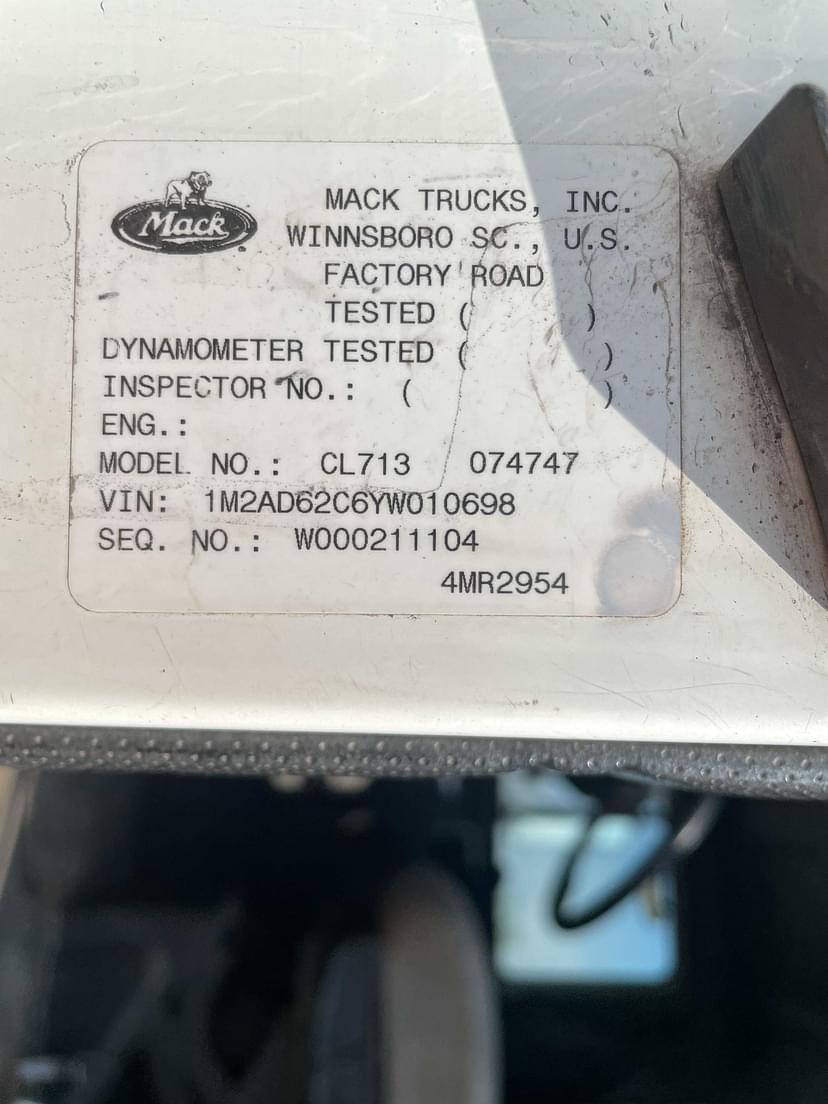 Mack
MACK TRUCKS, INC.
WINNSBORO SC., U.S.
FACTORY ROAD
TESTED ( )
DYNAMOMETER TESTED ( )
INSPECTOR NO.: ( )
ENG.:
MODEL NO.: CL713 074747
VIN: 1M2AD62C6YW010698
SEQ. NO.: W000211104
4MR2954